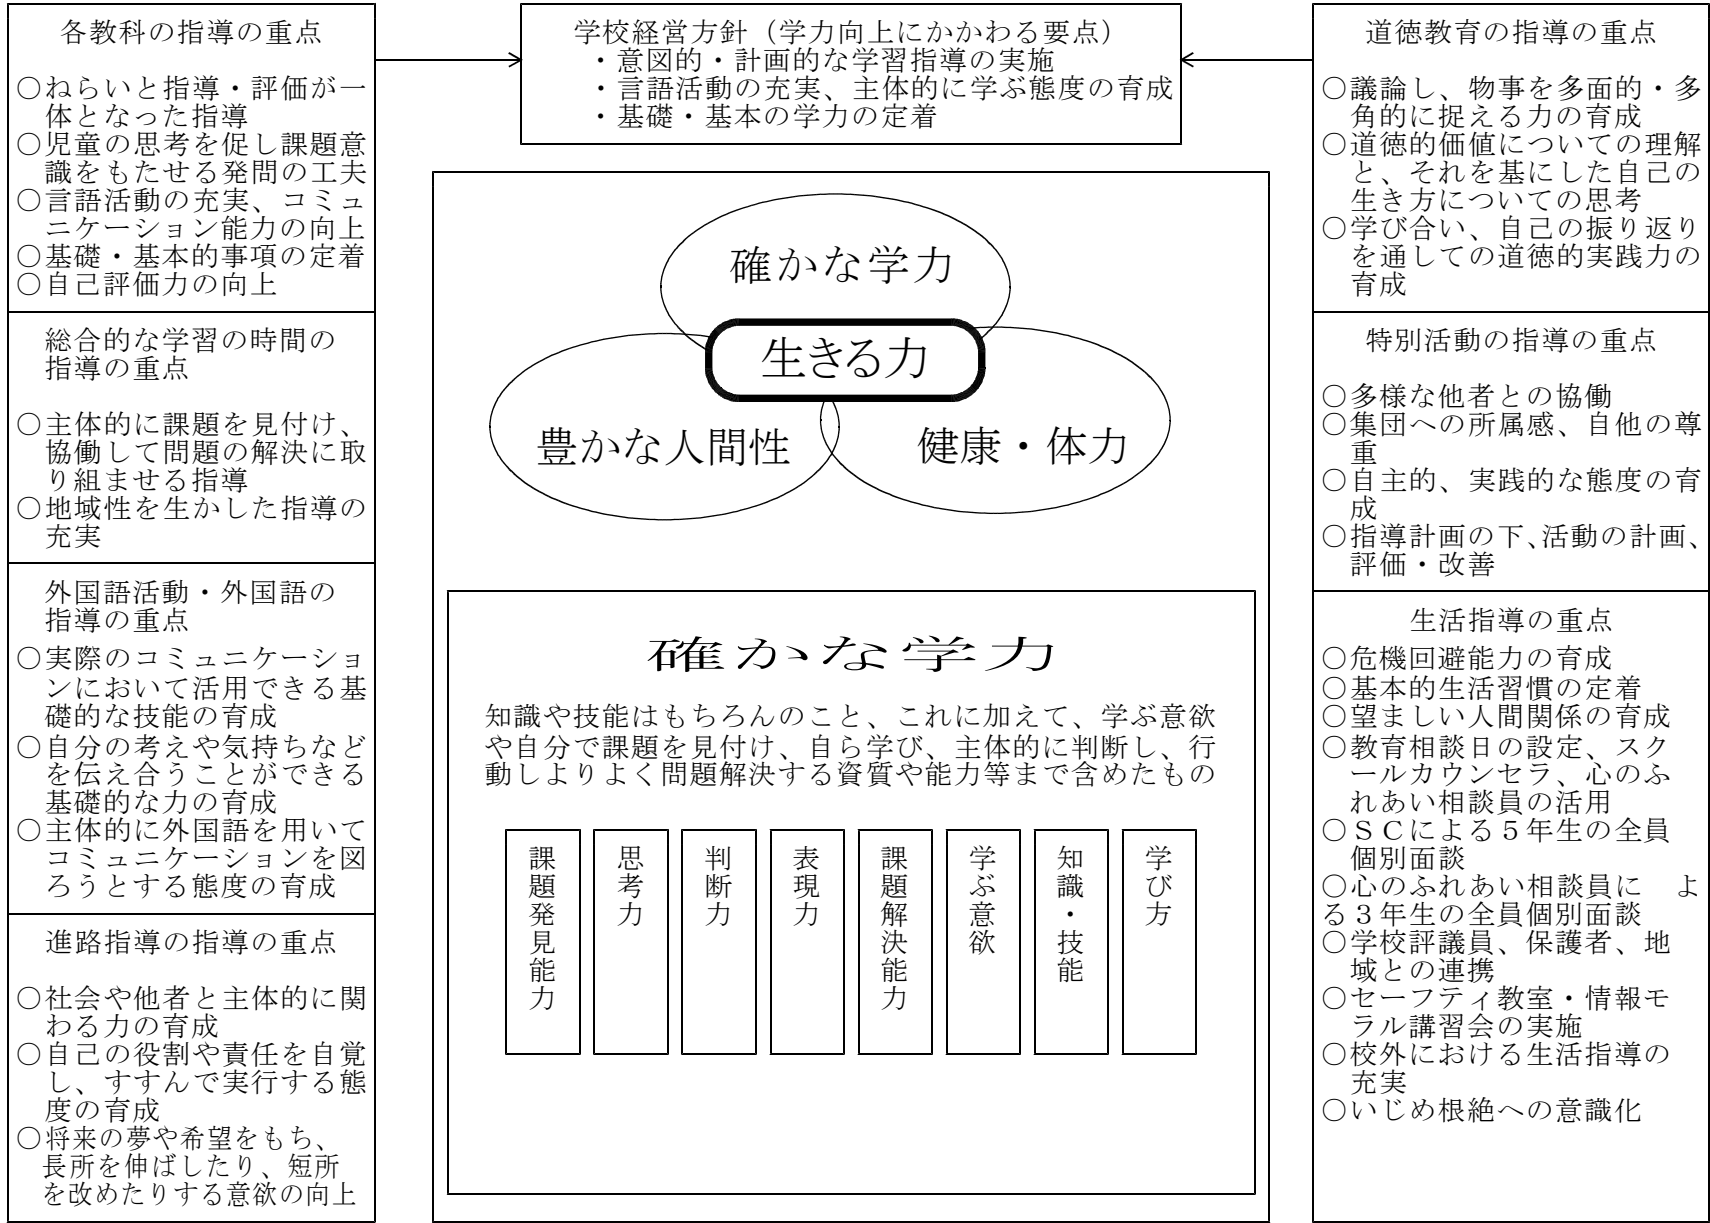 各教科の指導の重点
○ねらいと指導・評価が一
体となった指導
○児童の思考を促し課題意
識をもたせる発問の工夫
○言語活動の充実、コミュ
ニケーション能力の向上
○基礎・基本的事項の定着
○自己評価力の向上
総合的な学習の時間の
指導の重点
○主体的に課題を見付け、
協働して問題の解決に取
り組ませる指導
○地域性を生かした指導の
充実
外国語活動・外国語の
指導の重点
○実際のコミュニケーショ
ンにおいて活用できる基
礎的な技能の育成
○自分の考えや気持ちなど
を伝え合うことができる
基礎的な力の育成
○主体的に外国語を用いて
コミュニケーションを図
ろうとする態度の育成
進路指導の指導の重点
○社会や他者と主体的に関
わる力の育成
○自己の役割や責任を自覚
し、すすんで実行する態
度の育成
○将来の夢や希望をもち、
長所を伸ばしたり、短所
を改めたりする意欲の向上
学校経営方針（学力向上にかかわる要点）
・意図的・計画的な学習指導の実施
・言語活動の充実、主体的に学ぶ態度の育成
・基礎・基本の学力の定着
確かな学力
生きる力
豊かな人間性
健康・体力
確かな学力
知識や技能はもちろんのこと、これに加えて、学ぶ意欲
や自分で課題を見付け、自ら学び、主体的に判断し、行
動しよりよく問題解決する資質や能力等まで含めたもの
課題発見能力
思考力
判断力
表現力
課題解決能力
学ぶ意欲
知識・技能
学び方
道徳教育の指導の重点
○議論し、物事を多面的・多
角的に捉える力の育成
○道徳的価値についての理解
と、それを基にした自己の
生き方についての思考
○学び合い、自己の振り返り
を通しての道徳的実践力の
育成
特別活動の指導の重点
○多様な他者との協働
○集団への所属感、自他の尊
重
○自主的、実践的な態度の育
成
○指導計画の下、活動の計画、
評価・改善
生活指導の重点
○危機回避能力の育成
○基本的生活習慣の定着
○望ましい人間関係の育成
○教育相談日の設定、スク
ールカウンセラ、心のふ
れあい相談員の活用
○ＳＣによる５年生の全員
個別面談
○心のふれあい相談員に　よ
る３年生の全員個別面談
○学校評議員、保護者、地
域との連携
○セーフティ教室・情報モ
ラル講習会の実施
○校外における生活指導の
充実
○いじめ根絶への意識化